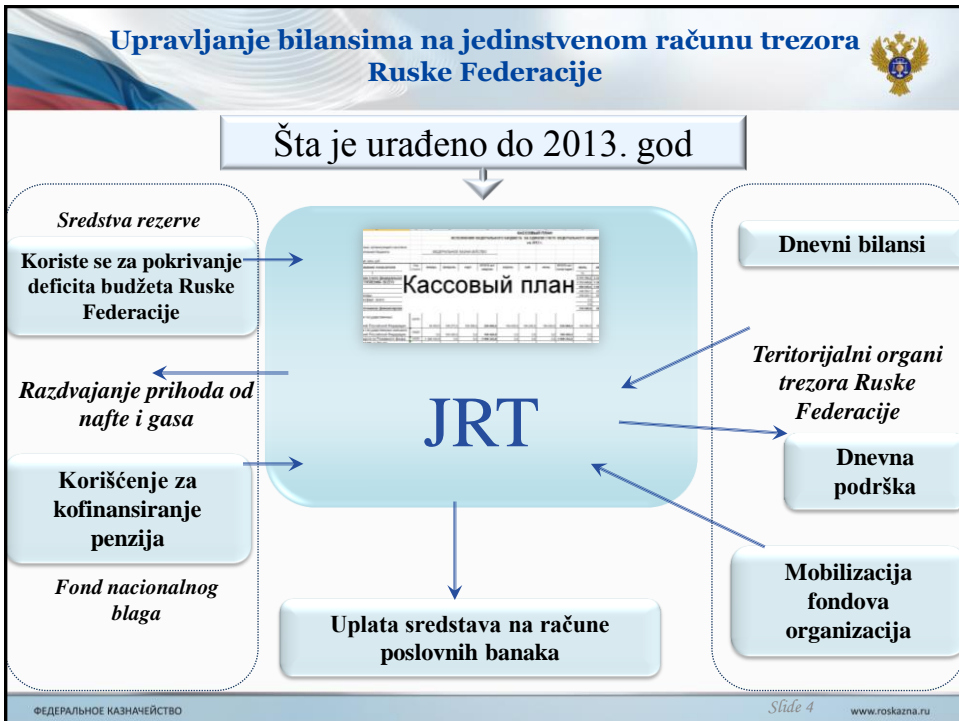 Upravljanje bilansima na jedinstvenom računu trezora
Ruske Federacije
Šta je urađeno do 2013. god
Sredstva rezerve
Koriste se za pokrivanje
deficita budžeta Ruske
Federacije
Razdvajanje prihoda od
nafte i gasa
Korišćenje za
kofinansiranje
penzija
Fond nacionalnog
blaga
КАССОВЫЙ ПЛАН
Кассовый план
JRT
Uplata sredstava na račune
poslovnih banaka
Dnevni bilansi
Teritorijalni organi
trezora Ruske
Federacije
Dnevna
podrška
Mobilizacija
fondova
organizacija
ФЕДЕРАЛЬНОЕ КАЗНАЧЕЙСТВО
Slide 4
www.roskazna.ru